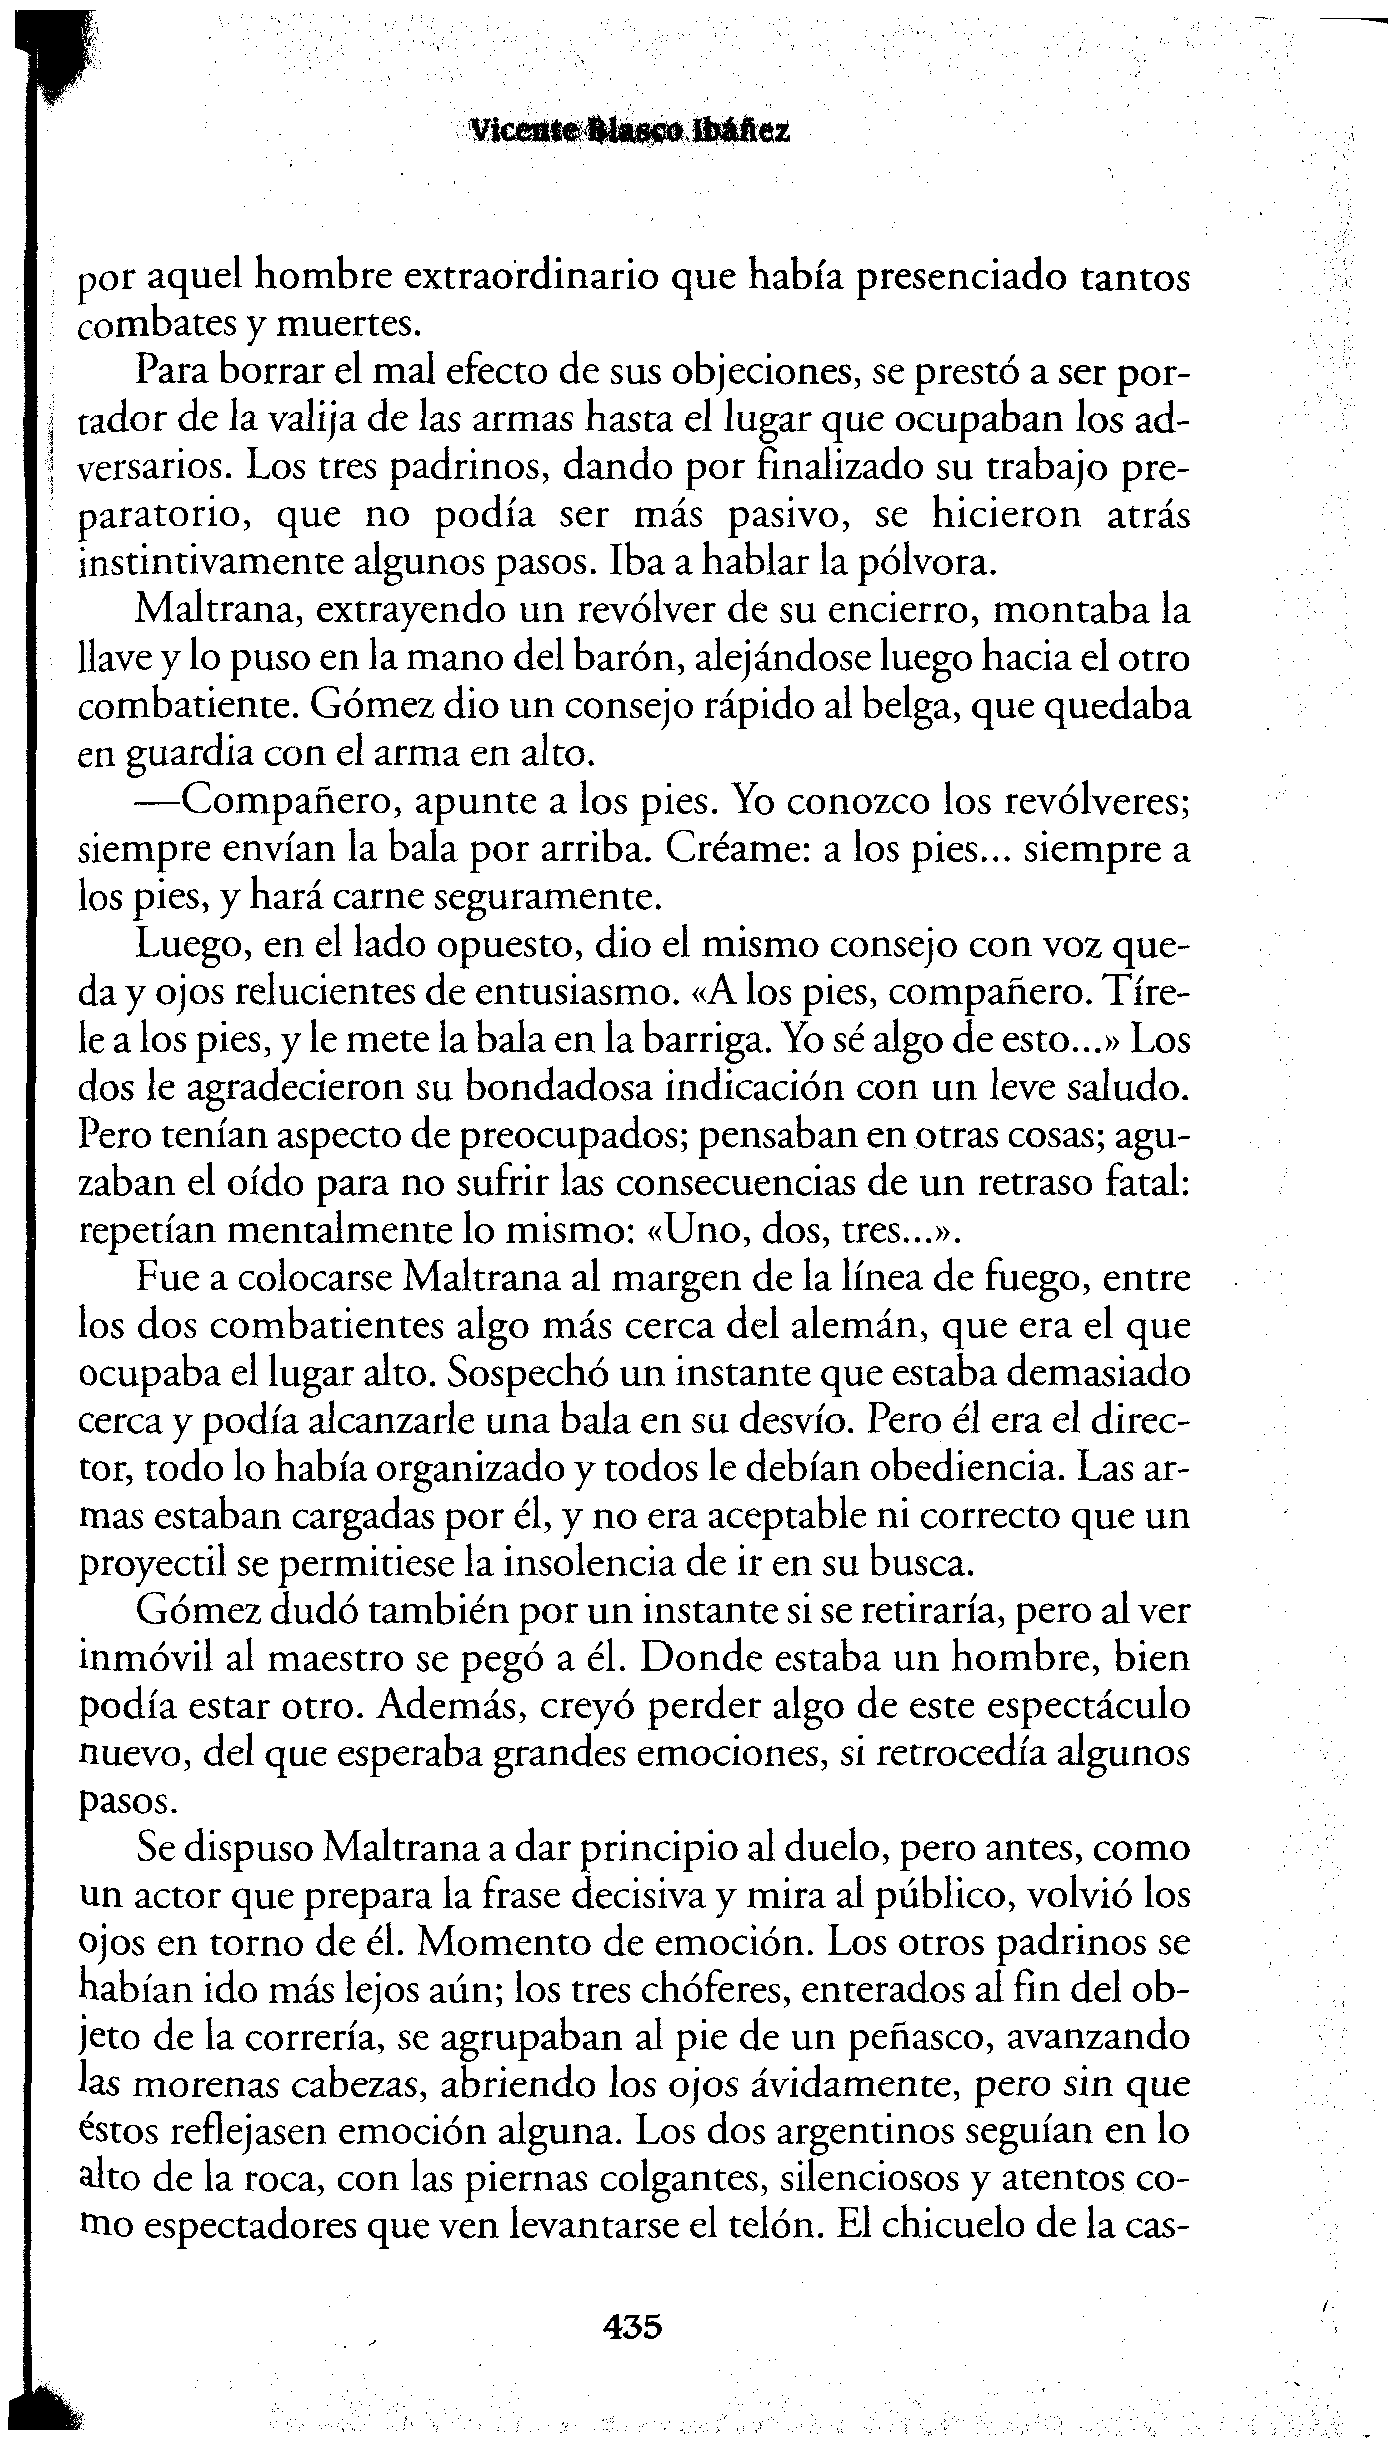 Vicente Blasco Ibáñez
por aquel hombre extraordinario que había presenciado tantos
combates y muertes.
Para borrar el mal efecto de sus objeciones, se prestó a ser por-
tador de la valija de las armas hasta el lugar que ocupaban los ad-
versarios. Los tres padrinos, dando por finalizado su trabajo pre-
paratorio, que no podía ser más pasivo, se hicieron atrás
instintivamente algunos pasos. Iba a hablar la pólvora.
Maltrana, extrayendo un revólver de su encierro, montaba la
llave y lo puso en la mano del barón, alejándose luego hacia el otro
combatiente. Gómez dio un consejo rápido al belga, que quedaba
en guardia con el arma en alto.
—Compañero, apunte a los pies. Yo conozco los revólveres;
siempre envían la bala por arriba. Créame: a los pies... siempre a
los pies, y hará carne seguramente.
Luego, en el lado opuesto, dio el mismo consejo con voz que-
da y ojos relucientes de entusiasmo. «A los pies, compañero. Tíre-
le a los pies, y le mete la bala en la barriga. Yo sé algo de esto...» Los
dos le agradecieron su bondadosa indicación con un leve saludo.
Pero tenían aspecto de preocupados; pensaban en otras cosas; agu-
zaban el oído para no sufrir las consecuencias de un retraso fatal:
repetían mentalmente lo mismo: «Uno, dos, tres...».
Fue a colocarse Maltrana al margen de la línea de fuego, entre
los dos combatientes algo más cerca del alemán, que era el que
ocupaba el lugar alto. Sospechó un instante que estaba demasiado
cerca y podía alcanzarle una bala en su desvío. Pero él era el direc-
tor, todo lo había organizado y todos le debían obediencia. Las ar-
mas estaban cargadas por él, y no era aceptable ni correcto que un
proyectil se permitiese la insolencia de ir en su busca.
Gómez dudó también por un instante si se retiraría, pero al ver
inmóvil al maestro se pegó a él. Donde estaba un hombre, bien
podía estar otro. Además, creyó perder algo de este espectáculo
nuevo, del que esperaba grandes emociones, si retrocedía algunos
pasos.
Se dispuso Maltrana a dar principio al duelo, pero antes, como
un actor que prepara la frase decisiva y mira al público, volvió los
ojos en torno de él. Momento de emoción. Los otros padrinos se
habían ido más lejos aún; los tres chóferes, enterados al fin del ob-
jeto de la correría, se agrupaban al pie de un peñasco, avanzando
las morenas cabezas, abriendo los ojos ávidamente, pero sin que
éstos reflejasen emoción alguna. Los dos argentinos seguían en lo
alto de la roca, con las piernas colgantes, silenciosos y atentos co-
mo espectadores que ven levantarse el telón. El chicuelo de la cas-
435